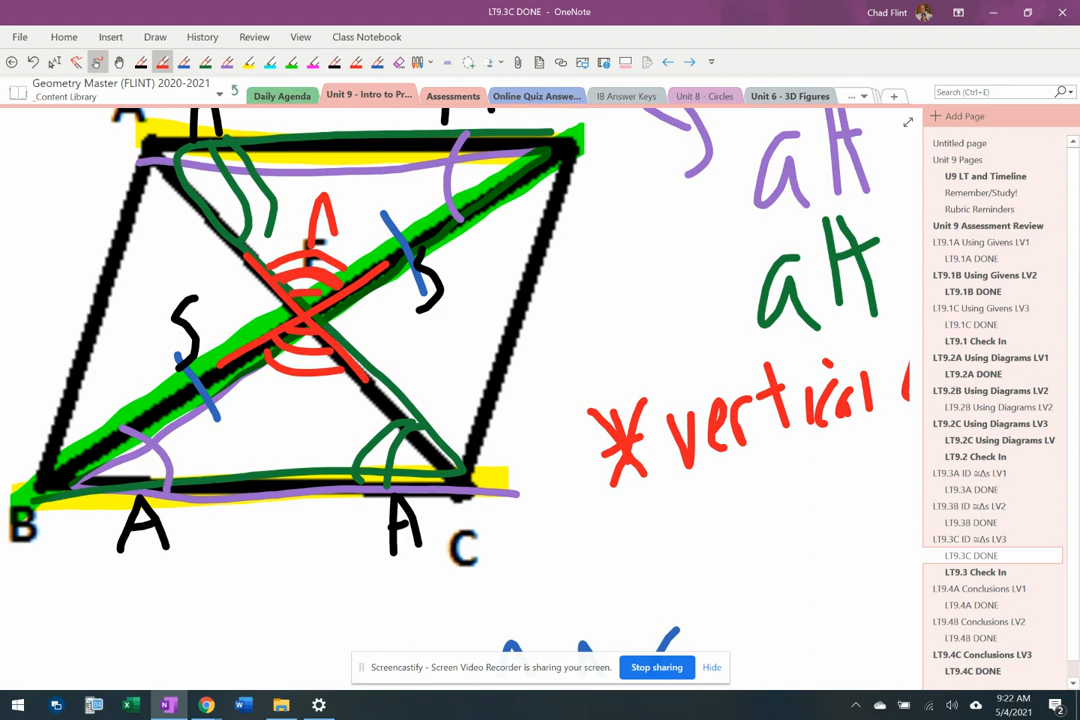 LT9.3C DONE - OneNote
Chad Flint
File Home Insert Draw History Review View Class Notebook
Geometry Master (FLINT) 2020-2021
_Content Library
Daily Agenda
Unit 9 - Intro to Pr...
Assessments
Online Quiz Answe...
IB Answer Keys
Unit 8 - Circles
Unit 6 - 3D Figures
...
Search (Ctrl+E)
Add Page
Untitled page
Unit 9 Pages
U9 LT and Timeline
Remember/Study!
Rubric Reminders
Unit 9 Assessment Review
LT9.1A Using Givens LV1
LT9.1A DONE
LT9.1B Using Givens LV2
LT9.1B DONE
LT9.1C Using Givens LV3
LT9.1C DONE
LT9.1 Check In
LT9.2A Using Diagrams LV1
LT9.2A DONE
LT9.2B Using Diagrams LV2
LT9.2B DONE
LT9.2C Using Diagrams LV3
LT9.2C Using Diagrams LV
LT9.2 Check In
LT9.3A ID ≅Δs LV1
LT9.3A DONE
LT9.3B ID ≅Δs LV2
LT9.3B DONE
LT9.3C ID ≅Δs LV3
LT9.3C DONE
LT9.3 Check In
LT9.4A Conclusions LV1
LT9.4A DONE
LT9.4B Conclusions LV2
LT9.4B DONE
LT9.4C Conclusions LV3
LT9.4C DONE
alt
alt
A
S
S
*vertical
B
A
A
C
Screencastify - Screen Video Recorder is sharing your screen.
Stop sharing
Hide
9:22 AM
5/4/2021
2